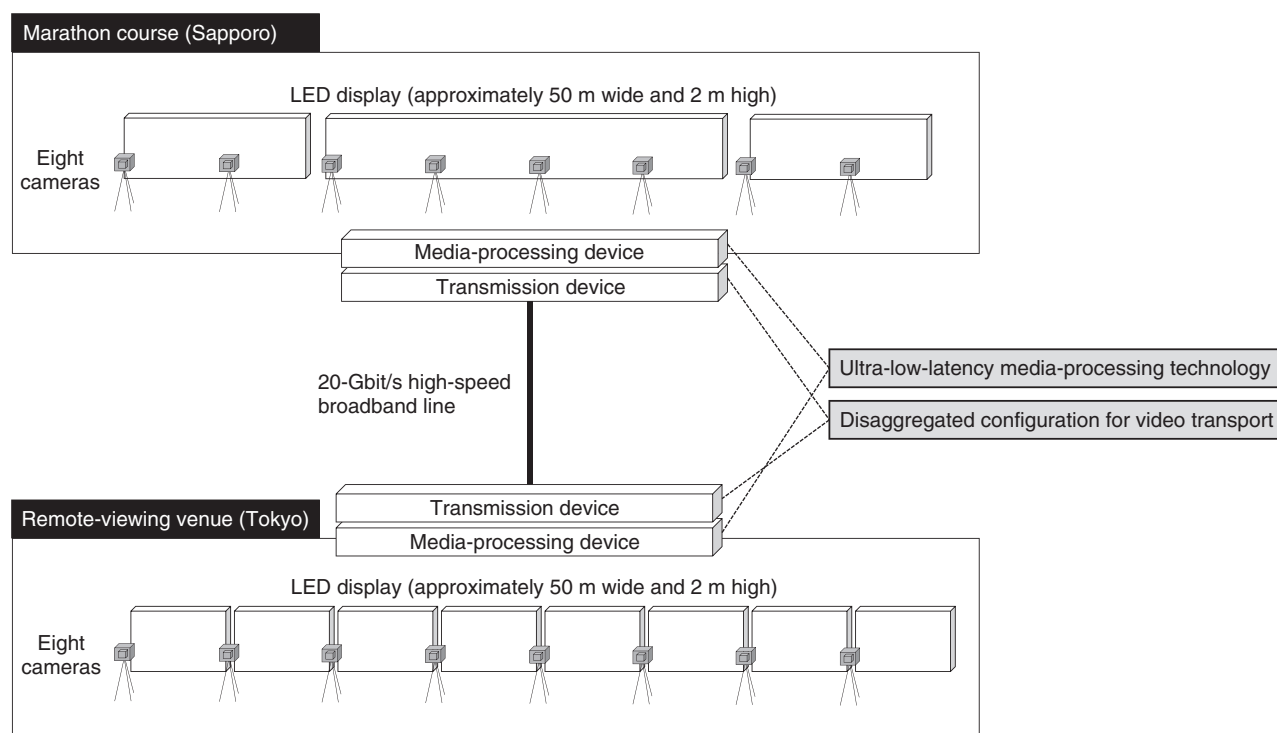 Marathon course (Sapporo)
LED display (approximately 50 m wide and 2 m high)
Eight
cameras
Media-processing device
Transmission device
20-Gbit/s high-speed
broadband line
Ultra-low-latency media-processing technology
Disaggregated configuration for video transport
Transmission device
Remote-viewing venue (Tokyo)
Media-processing device
LED display (approximately 50 m wide and 2 m high)
Eight
cameras